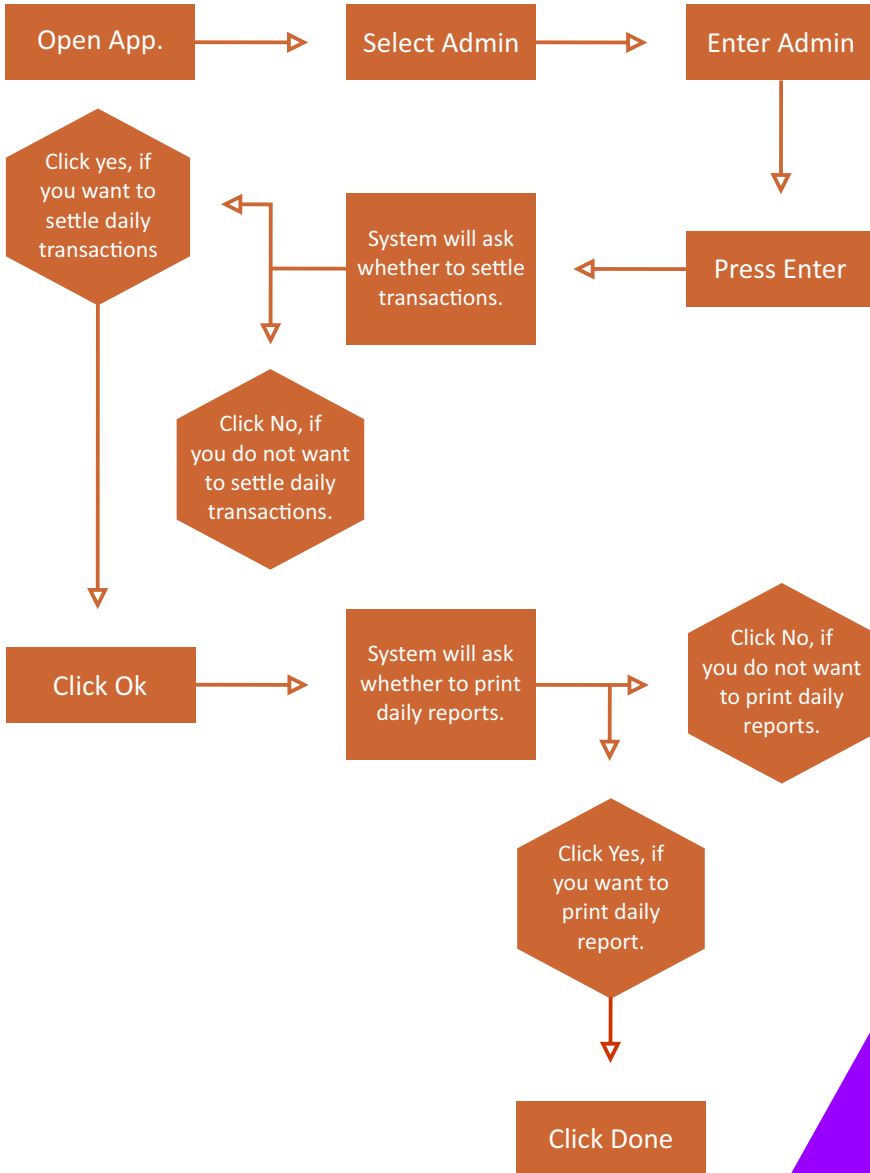 Open App.
Select Admin
Enter Admin
Click yes, if
you want to
settle daily
transactions
System will ask
whether to settle
transactions.
Press Enter
Click No, if
you do not want
to settle daily
transactions.
Click Ok
System will ask
whether to print
daily reports.
Click No, if
you do not want
to print daily
reports.
Click Yes, if
you want to
print daily
report.
Click Done